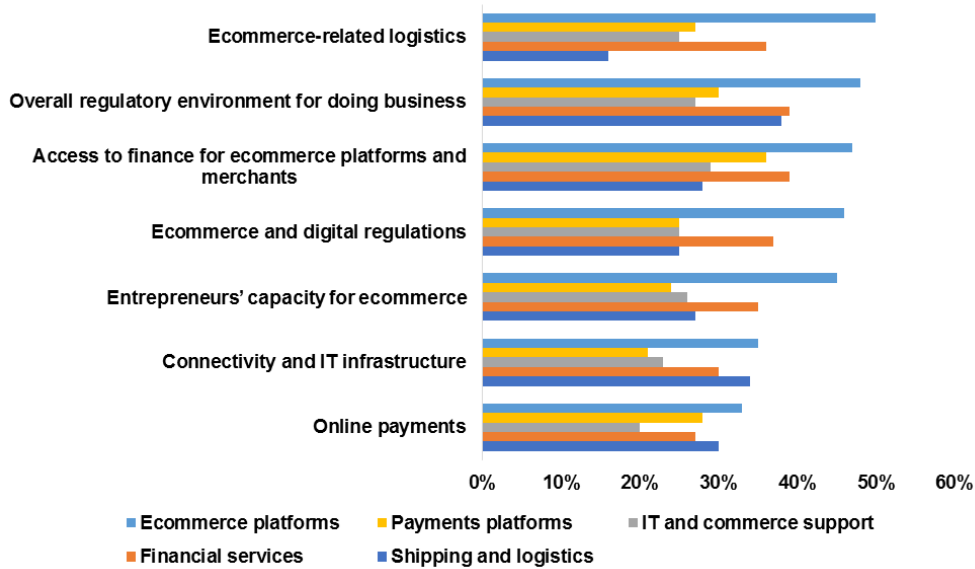 Ecommerce-related logistics
Overall regulatory environment for doing business
Access to finance for ecommerce platforms and
merchants
Ecommerce and digital regulations
Entrepreneurs’ capacity for ecommerce
Connectivity and IT infrastructure
Online payments
0% 10% 20% 30% 40% 50% 60%
Ecommerce platforms Payments platforms IT and commerce support
Financial services Shipping and logistics